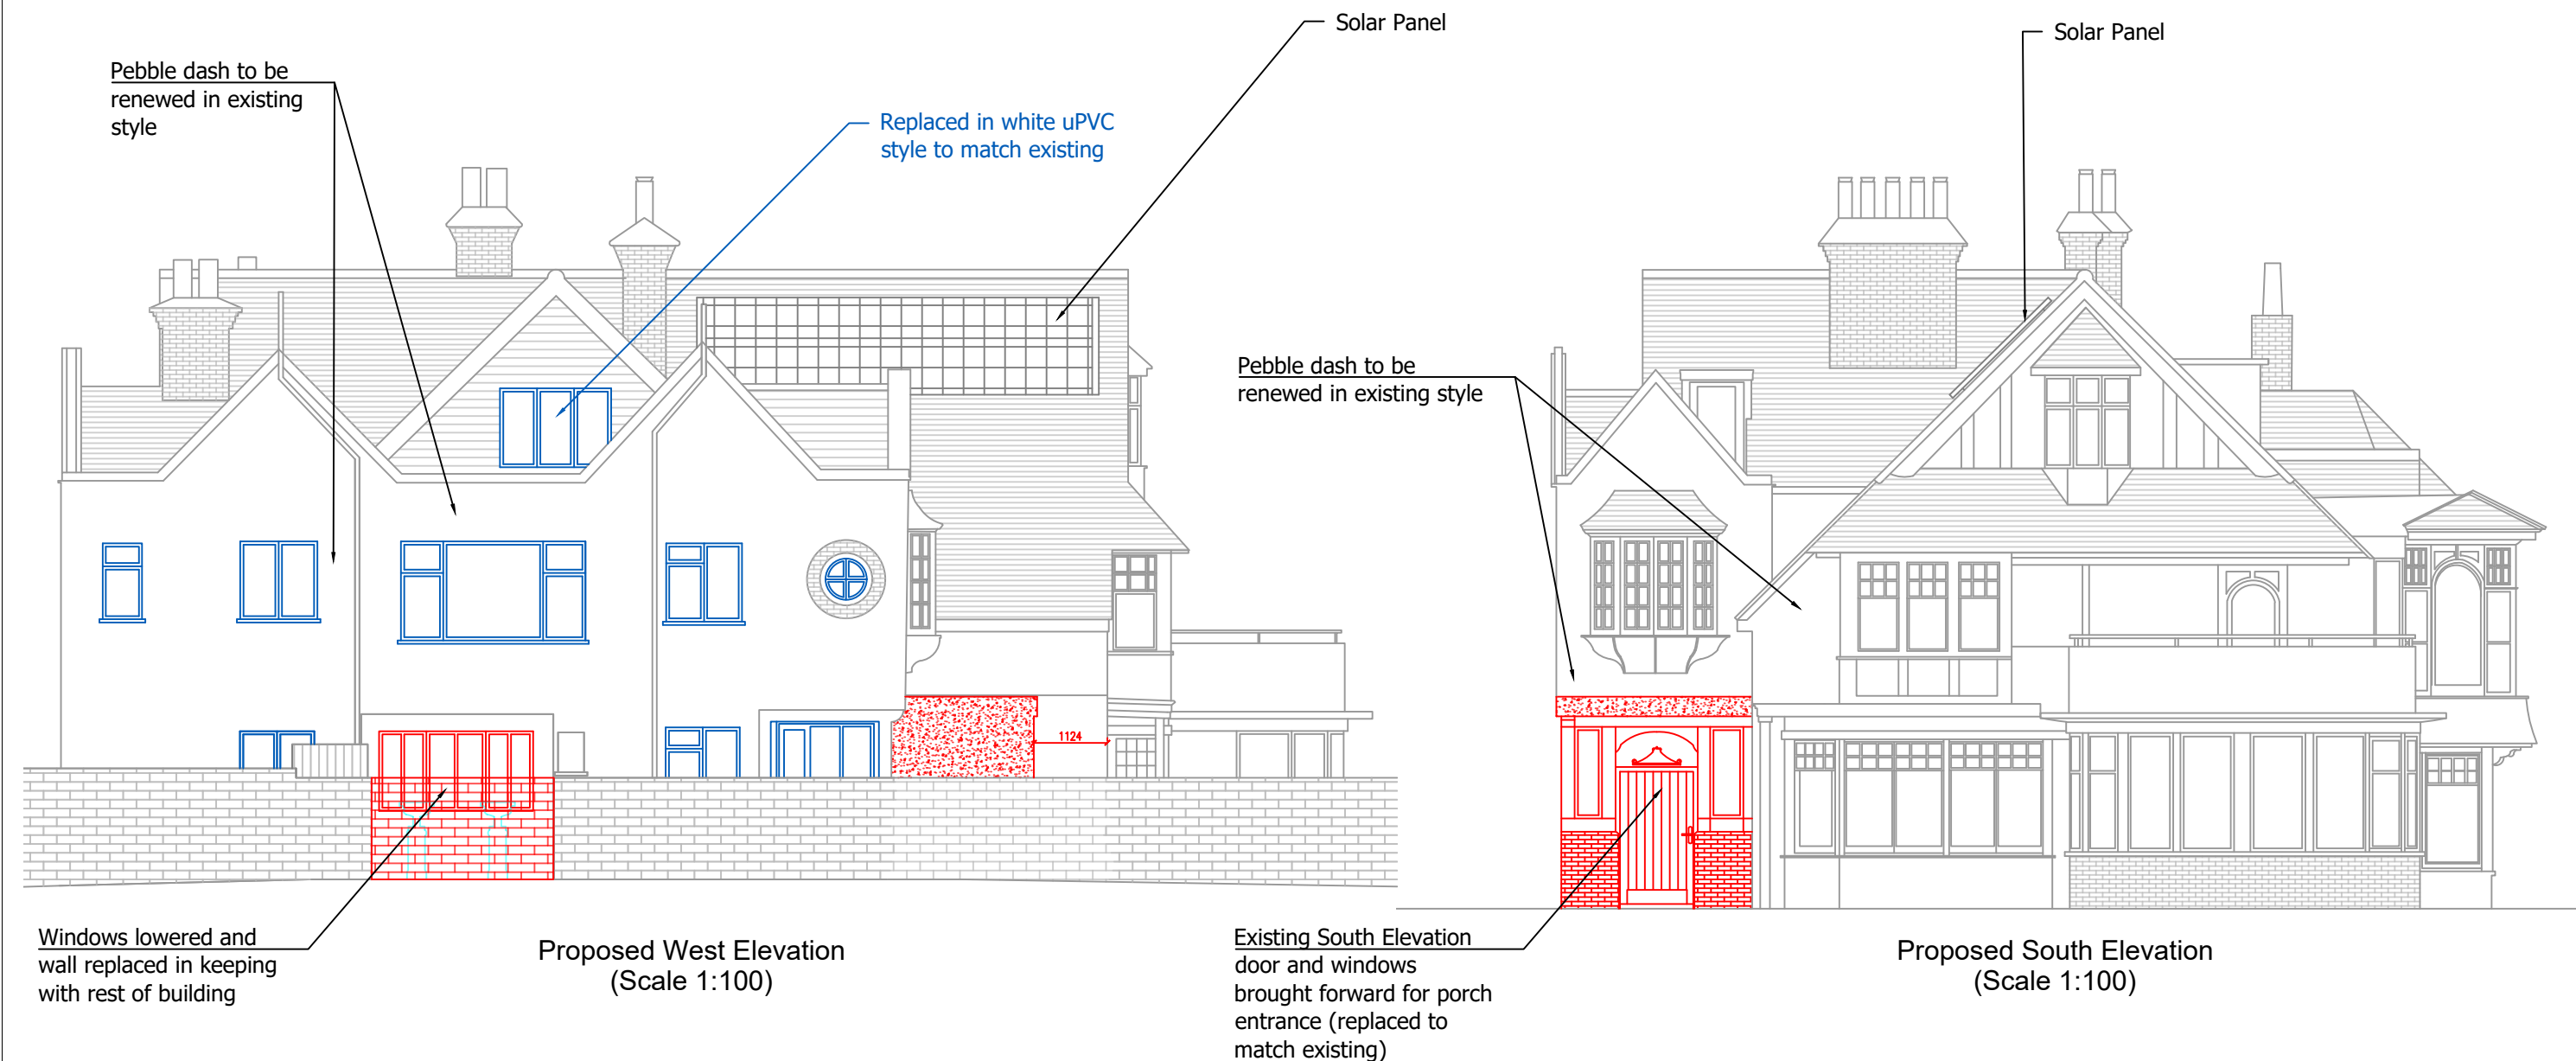 Solar Panel
Solar Panel
Pebble dash to be
renewed in existing
style
Replaced in white uPVC
style to match existing
Pebble dash to be
renewed in existing style
1124
Windows lowered and
wall replaced in keeping
with rest of building
Proposed West Elevation
(Scale 1:100)
Existing South Elevation
door and windows
brought forward for porch
entrance (replaced to
match existing)
Proposed South Elevation
(Scale 1:100)